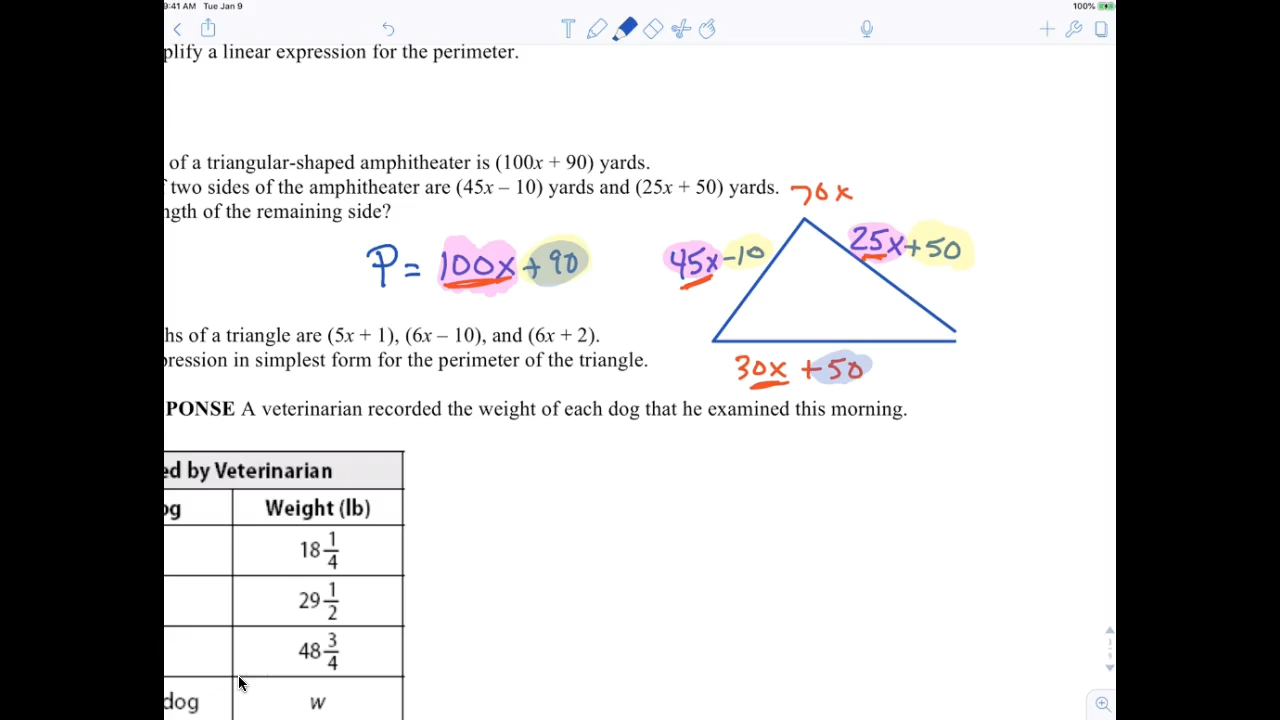 9:41 AM Tue Jan 9
100%
plify a linear expression for the perimeter.
of a triangular-shaped amphitheater is (100x + 90) yards.
two sides of the amphitheater are (45x – 10) yards and (25x + 50) yards.
ngth of the remaining side?
70x
P = 100x + 90
45x -10
25x +50
30x + 50
hs of a triangle are (5x + 1), (6x – 10), and (6x + 2).
pression in simplest form for the perimeter of the triangle.
PONSE A veterinarian recorded the weight of each dog that he examined this morning.
ed by Veterinarian
og Weight (lb)
18 1/4
29 1/2
48 3/4
dog w